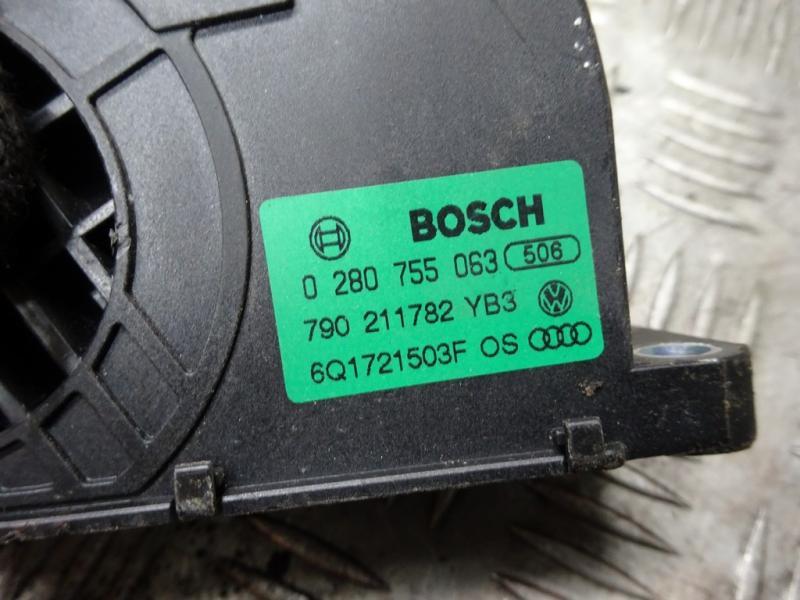 BOSCH
0 280 755 063 506
790 211782 YB3
6Q1721503F OS